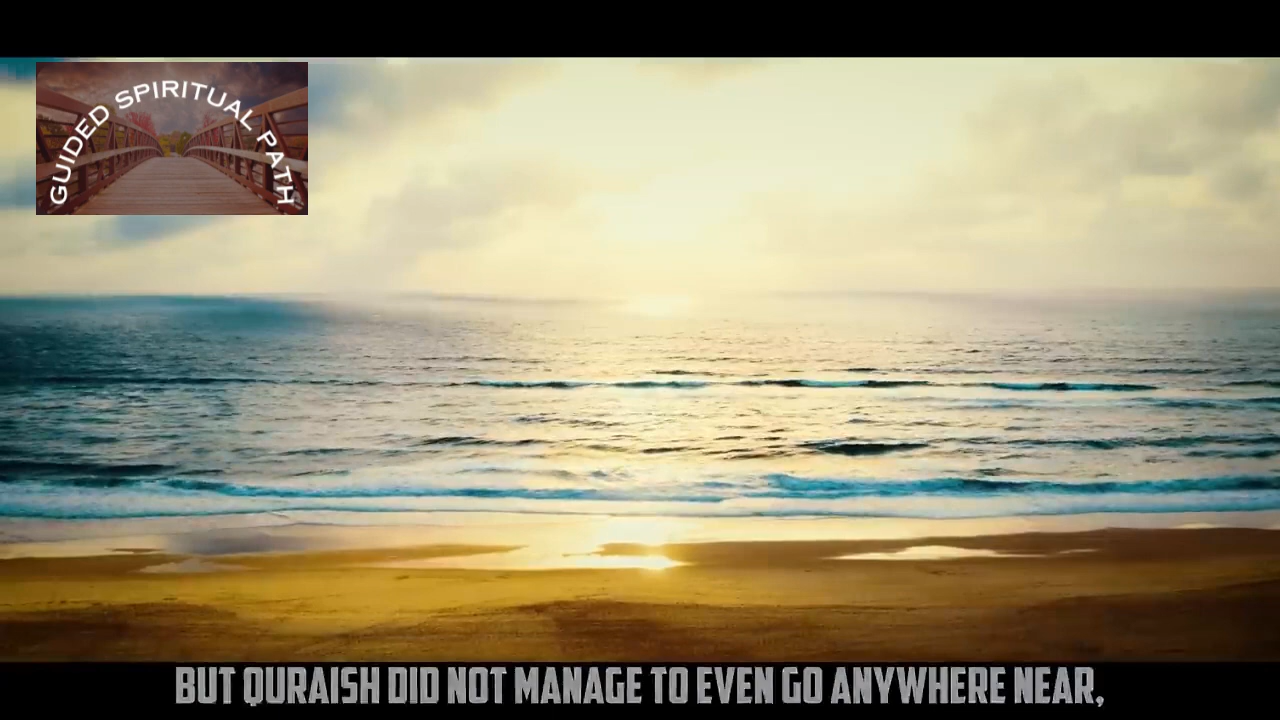 GUIDED SPIRITUAL PATH
BUT QURAISH DID NOT MANAGE TO EVEN GO ANYWHERE NEAR,